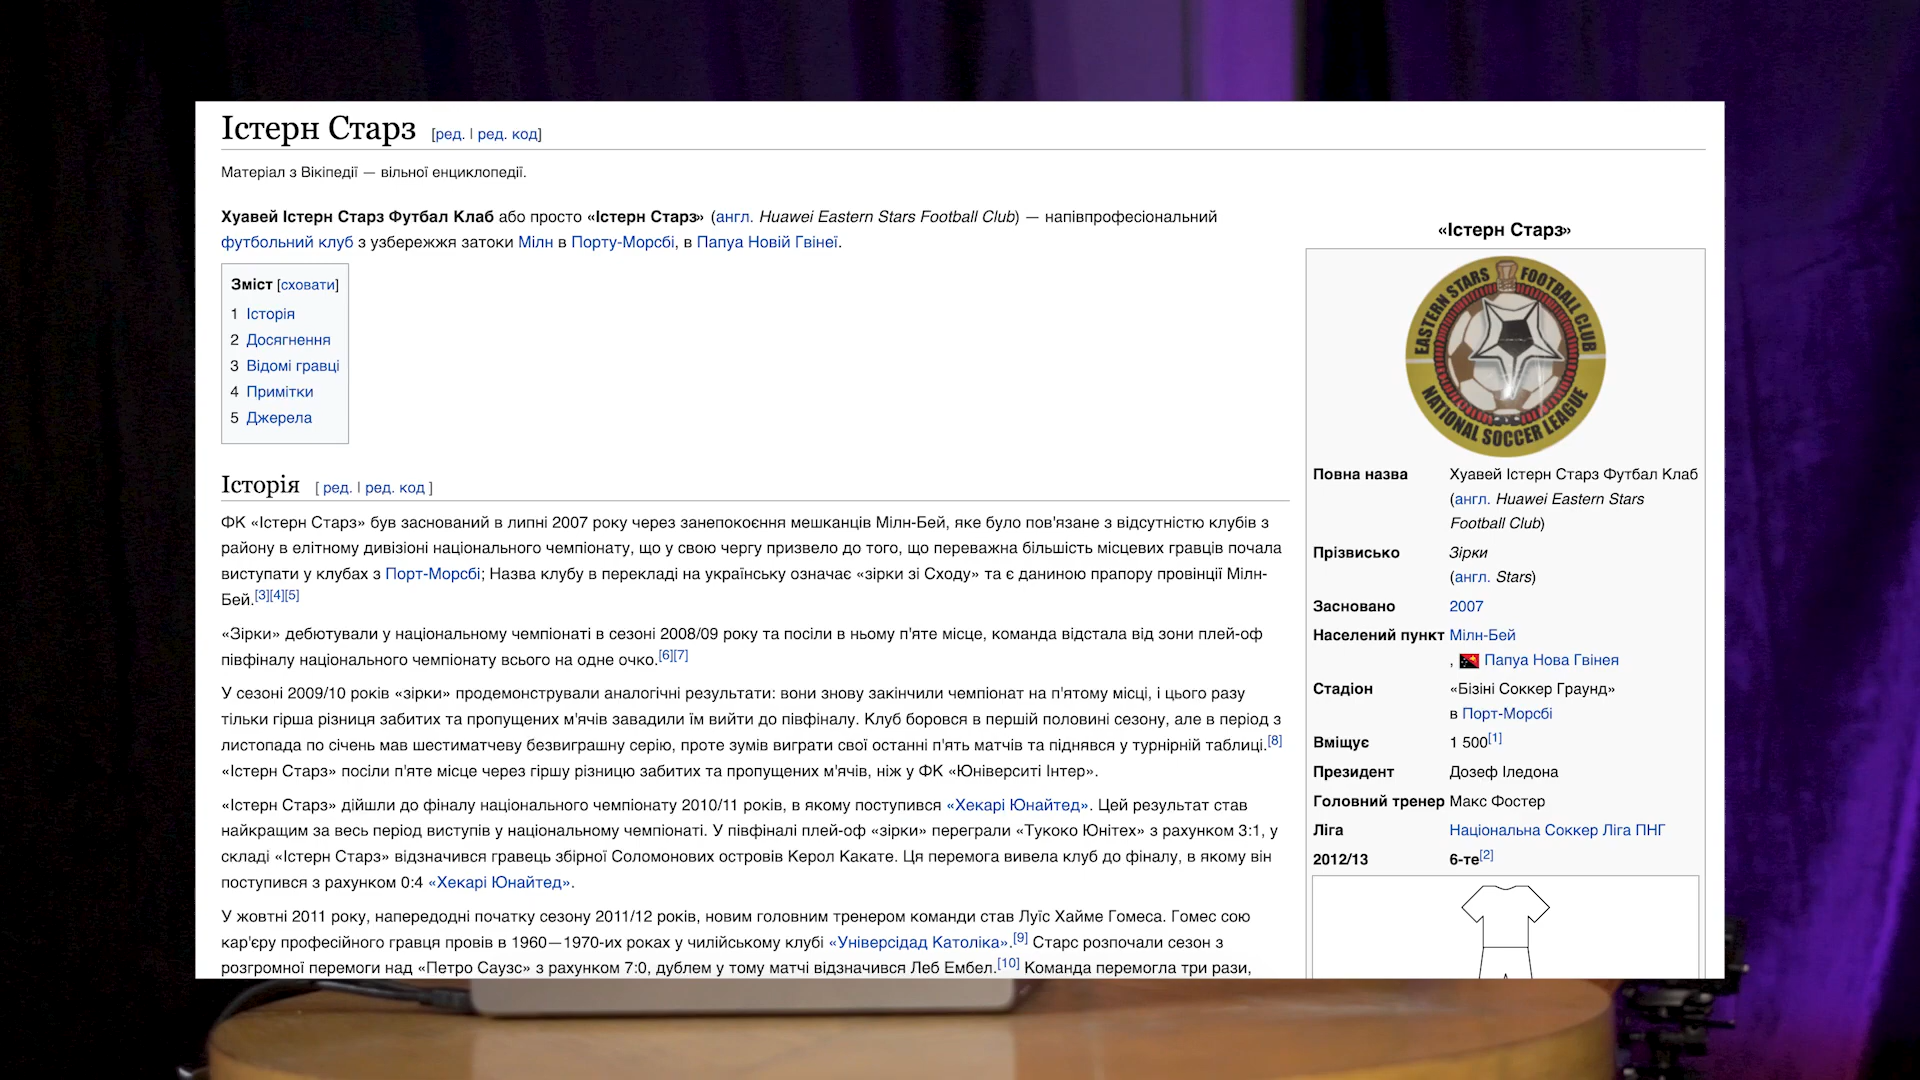 Істерн Старз [ред. | ред. код]
Матеріал з Вікіпедії — вільної енциклопедії.
Хуавей Істерн Старз Футбал Клаб або просто «Істерн Старз» (англ. Huawei Eastern Stars Football Club) — напівпрофесіональний
футбольний клуб з узбережжя затоки Мілн в Порту-Морсбі, в Папуа Новій Гвінеї.
Зміст [сховати]
1 Історія
2 Досягнення
3 Відомі гравці
4 Примітки
5 Джерела
Історія [ ред. | ред. код ]
ФК «Істерн Старз» був заснований в липні 2007 року через занепокоєння мешканців Мілн-Бей, яке було пов'язане з відсутністю клубів з
району в елітному дивізіоні національного чемпіонату, що у свою чергу призвело до того, що переважна більшість місцевих гравців почала
виступати у клубах з Порт-Морсбі; Назва клубу в перекладі на українську означає «зірки зі Сходу» та є даниною прапору провінції Мілн-
Бей.[3][4][5]
«Зірки» дебютували у національному чемпіонаті в сезоні 2008/09 року та посіли в ньому п'яте місце, команда відстала від зони плей-оф
півфіналу національного чемпіонату всього на одне очко.[6][7]
У сезоні 2009/10 років «зірки» продемонстрували аналогічні результати: вони знову закінчили чемпіонат на п'ятому місці, і цього разу
тільки гірша різниця забитих та пропущених м'ячів завадили їм вийти до півфіналу. Клуб боровся в першій половині сезону, але в період з
листопада по січень мав шестиматчеву безвиграшну серію, проте зумів виграти свої останні п'ять матчів та піднявся у турнірній таблиці.[8]
«Істерн Старз» посіли п'яте місце через гіршу різницю забитих та пропущених м'ячів, ніж у ФК «Юніверситі Інтер».
«Істерн Старз» дійшли до фіналу національного чемпіонату 2010/11 років, в якому поступився «Хекарі Юнайтед». Цей результат став
найкращим за весь період виступів у національному чемпіонаті. У півфіналі плей-оф «зірки» переграли «Тукоко Юнітех» з рахунком 3:1, у
складі «Істерн Старз» відзначився гравець збірної Соломонових островів Керол Какате. Ця перемога вивела клуб до фіналу, в якому він
поступився з рахунком 0:4 «Хекарі Юнайтед».
У жовтні 2011 року, напередодні початку сезону 2011/12 років, новим головним тренером команди став Луїс Хайме Гомеса. Гомес сою
кар'єру професійного гравця провів в 1960—1970-их роках у чилійському клубі «Універсідад Католіка».[9] Старс розпочали сезон з
розгромної перемоги над «Петро Саузс» з рахунком 7:0, дублем у тому матчі відзначився Леб Ембел.[10] Команда перемогла три рази,
«Істерн Старз»
EASTERN STARS FOOTBALL CLUB
NATIONAL SOCCER LEAGUE
Повна назва Хуавей Істерн Старз Футбал Клаб
(англ. Huawei Eastern Stars
Football Club)
Прізвисько Зірки
(англ. Stars)
Засновано 2007
Населений пункт Мілн-Бей
, Папуа Нова Гвінея
Стадіон «Бізіні Соккер Граунд»
в Порт-Морсбі
Вміщує 1 500[1]
Президент Дозеф Іледона
Головний тренер Макс Фостер
Ліга Національна Соккер Ліга ПНГ
2012/13 6-те[2]